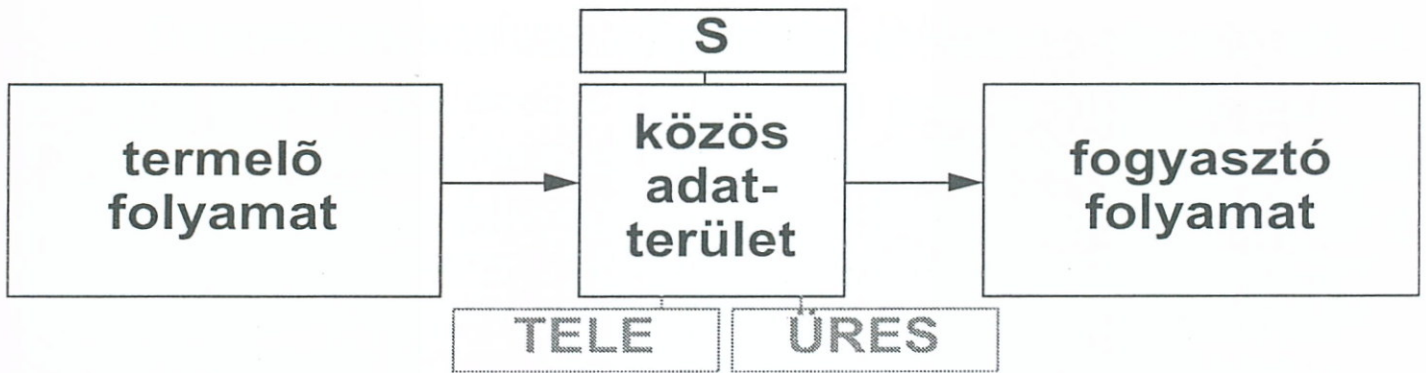 S
termelõ
folyamat
közös
adat-
terület
fogyasztó
folyamat
TELE
ÜRES